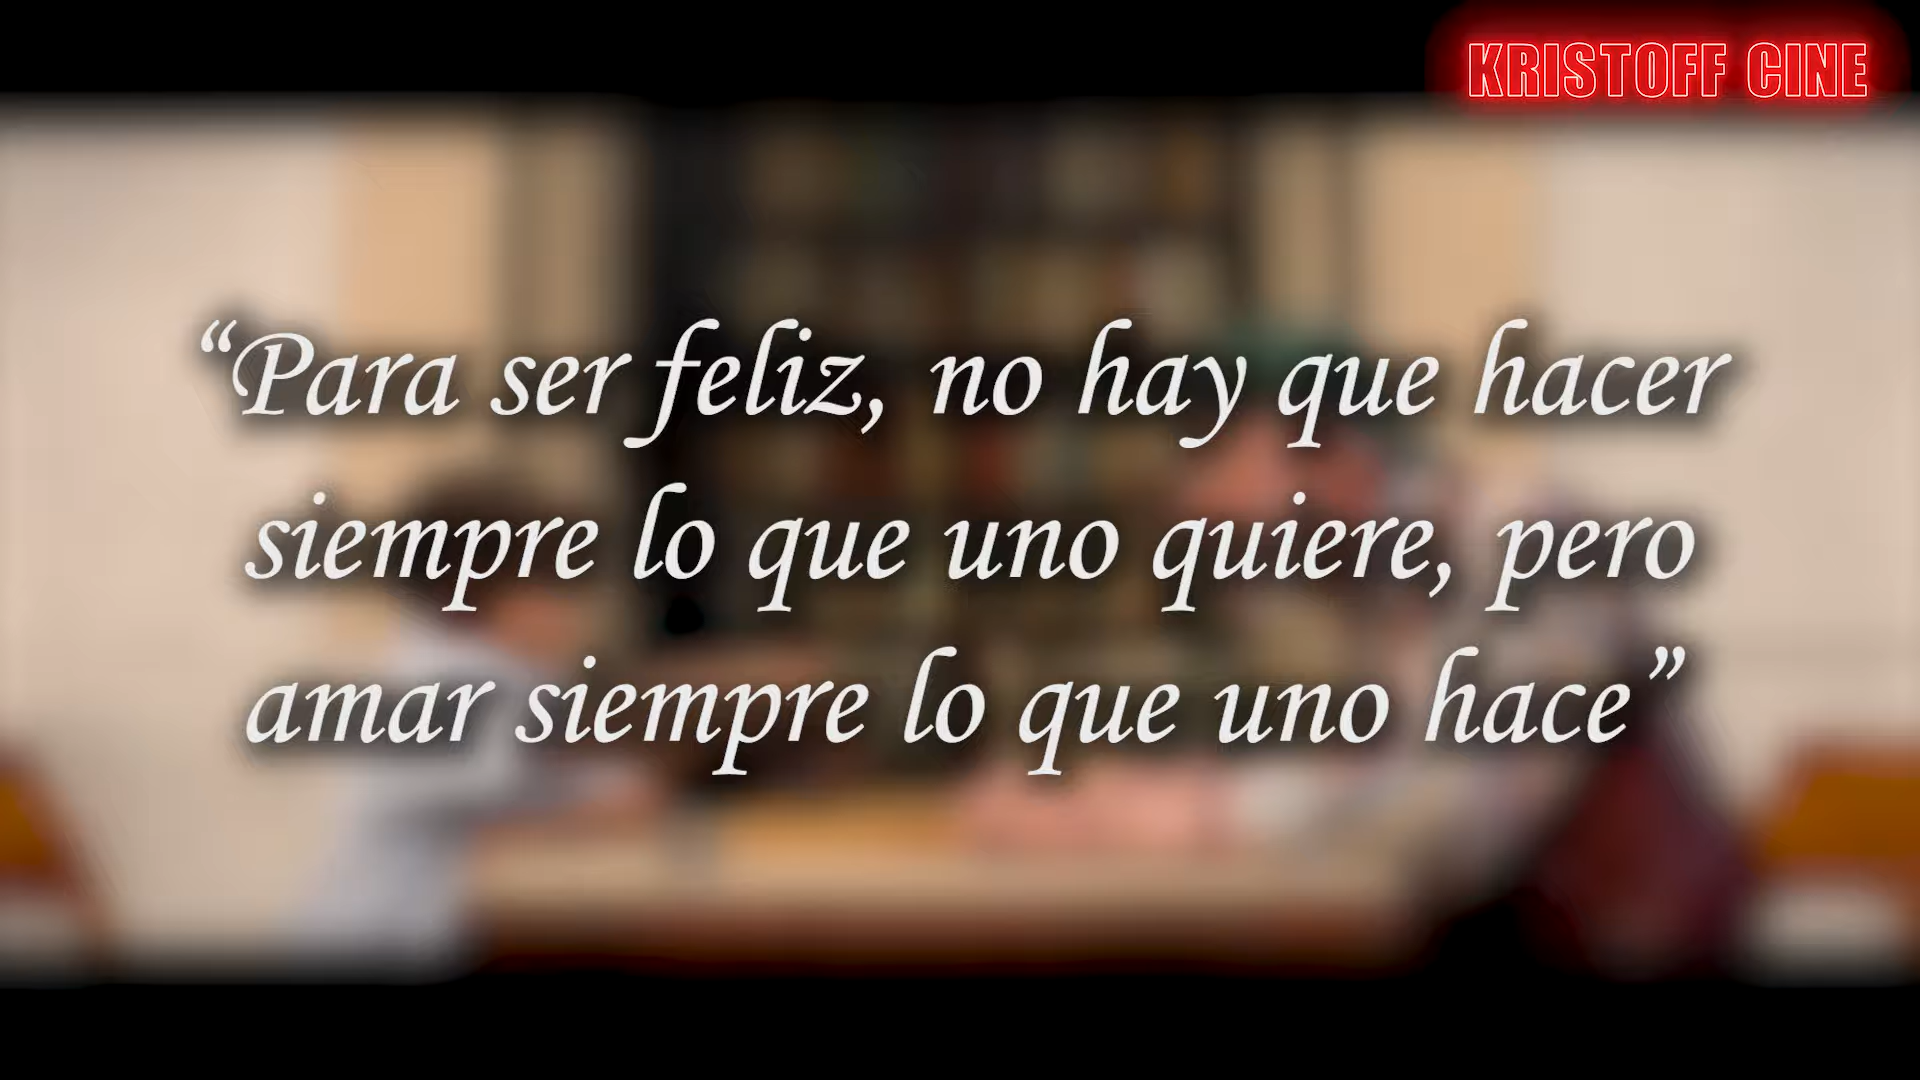 KRISTOFF CINE
“Para ser feliz, no hay que hacer
siempre lo que uno quiere, pero
amar siempre lo que uno hace”